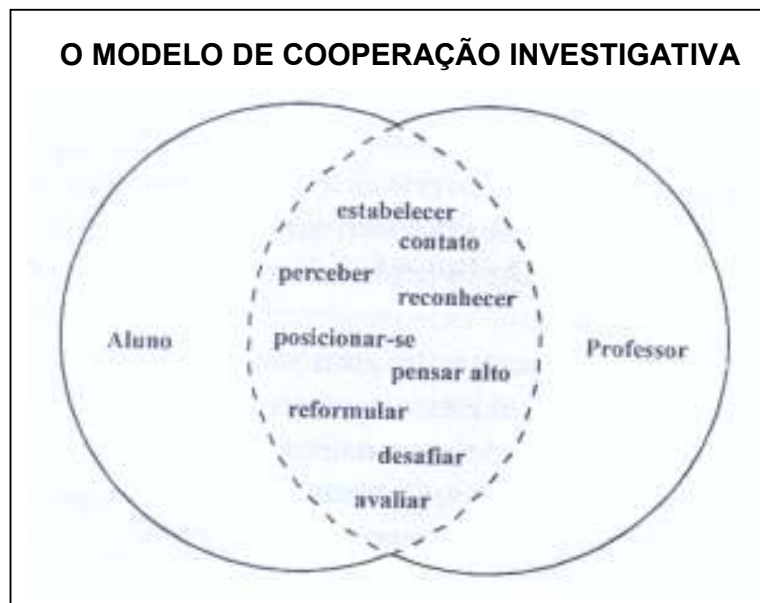 O MODELO DE COOPERAÇÃO INVESTIGATIVA
estabelecer
contato
perceber
reconhecer
Aluno
posicionar-se
Professor
pensar alto
reformular
desafiar
avaliar